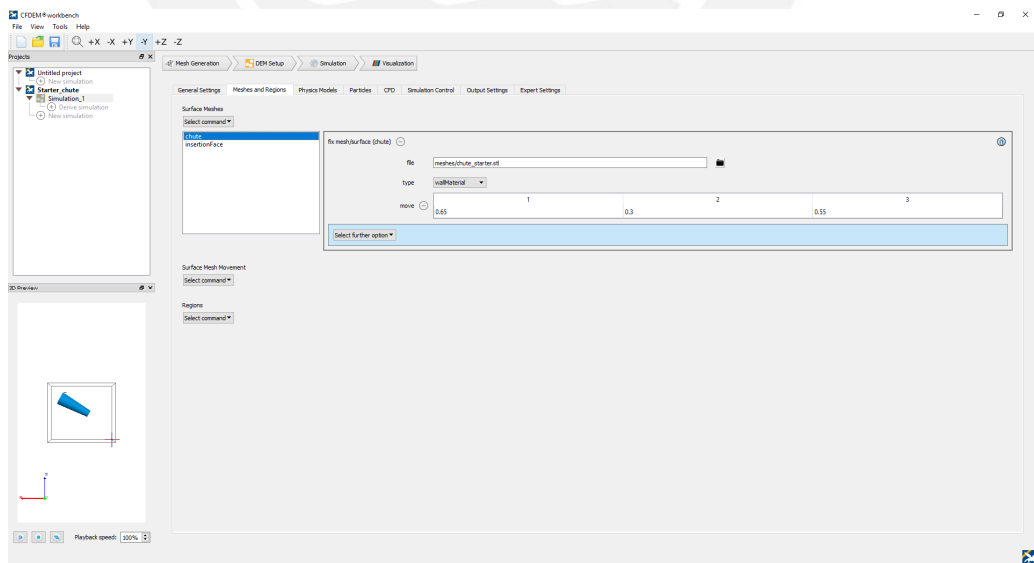 CFDEM®workbench
File View Tools Help
+X -X +Y -Y +Z -Z
Projects
Untitled project
New simulation
Starter_chute
Simulation_1
Derive simulation
New simulation
Mesh Generation DEM Setup Simulation Visualization
General Settings Meshes and Regions Physics Models Particles CFD Simulation Control Output Settings Expert Settings
Surface Meshes
Select command
chute
insertionFace
fix mesh/surface (chute)
file meshes/chute_starter.stl
type wallMaterial
move 1 2 3
0.65 0.3 0.55
Select further option
Surface Mesh Movement
Select command
Regions
Select command
3D Preview
Playback speed: 100%